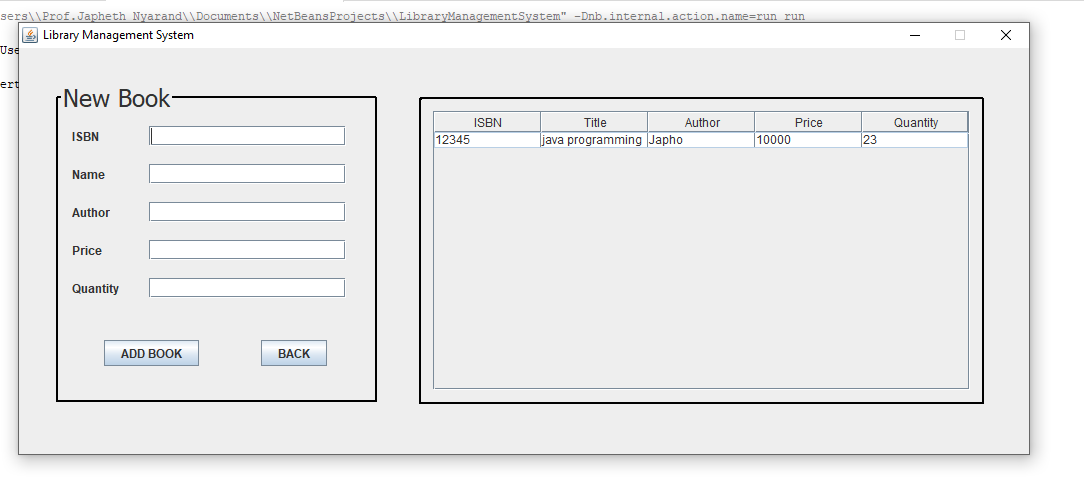 sers\\Prof.Japheth Nyarand\\Documents\\NetBeansProjects\\LibraryManagementSystem" -Dnb.internal.action.name=run run
Library Management System
Use
ert
New Book
ISBN
Name
Author
Price
Quantity
ADD BOOK BACK
ISBN Title Author Price Quantity
12345 java programming Japho 10000 23